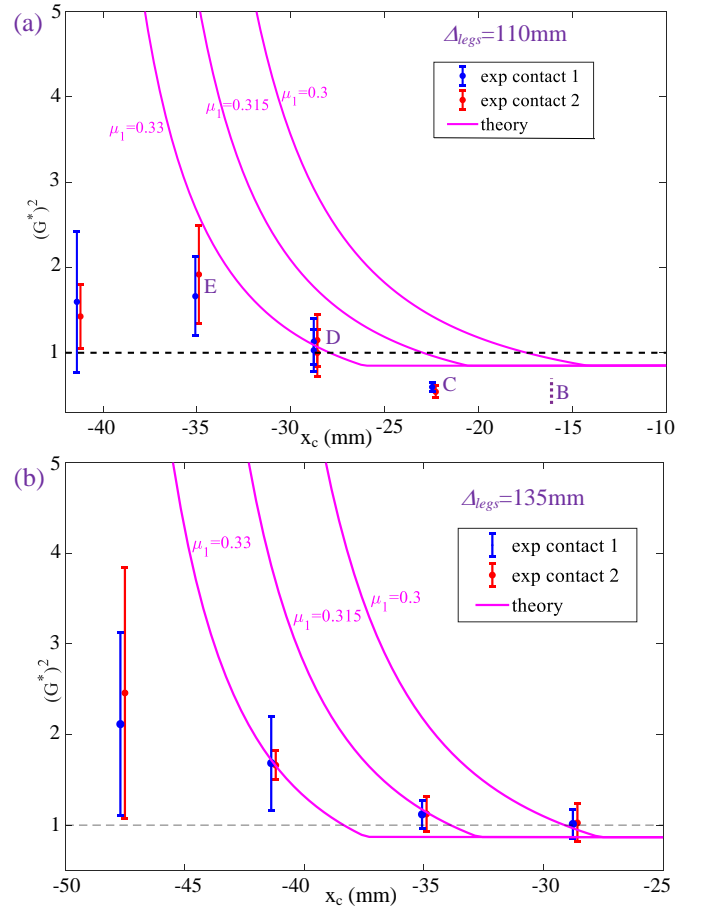 (a)
Δlegs=110mm
exp contact 1
exp contact 2
theory
μ1=0.33
μ1=0.315
μ1=0.3
E
D
C
B
5
4
3
2
1
(G*)²
-40
-35
-30
-25
-20
-15
-10
xc (mm)
(b)
Δlegs=135mm
exp contact 1
exp contact 2
theory
μ1=0.33
μ1=0.315
μ1=0.3
5
4
3
2
1
(G*)²
-50
-45
-40
-35
-30
-25
xc (mm)